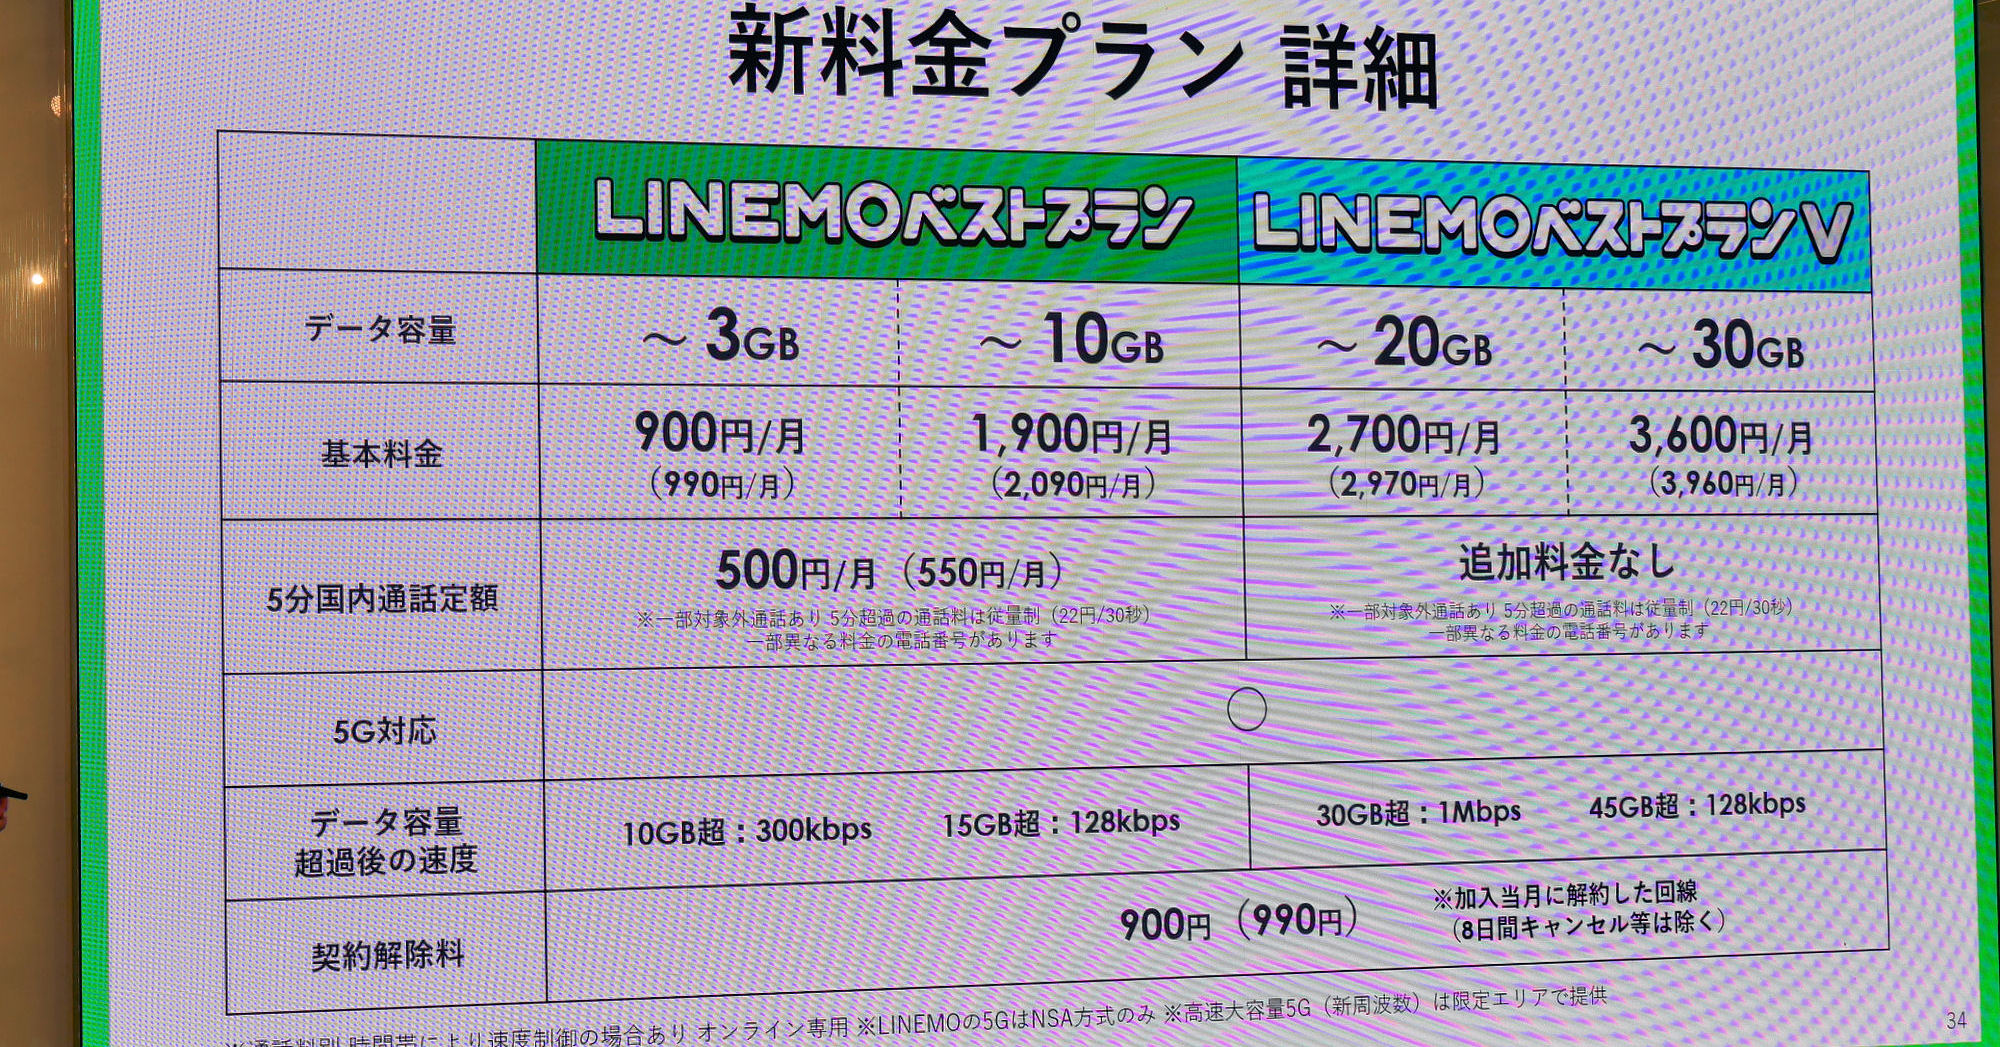 新料金プラン 詳細
LINEMOベストプラン
LINEMOベストプランV
データ容量
～3GB
～10GB
～20GB
～30GB
基本料金
900円/月
(990円/月)
1,900円/月
(2,090円/月)
2,700円/月
(2,970円/月)
3,600円/月
(3,960円/月)
5分国内通話定額
500円/月（550円/月）
※一部対象外通話あり 5分超過の通話料は従量制（22円/30秒）
一部異なる料金の電話番号があります
追加料金なし
※一部対象外通話あり 5分超過の通話料は従量制（22円/30秒）
一部異なる料金の電話番号があります
5G対応
○
データ容量
超過後の速度
10GB超：300kbps
15GB超：128kbps
30GB超：1Mbps
45GB超：128kbps
契約解除料
900円（990円）
※加入当月に解約した回線
（8日間キャンセル等は除く）
※通話料別 時間帯により速度制御の場合あり オンライン専用 ※LINEMOの5GはNSA方式のみ ※高速大容量5G（新周波数）は限定エリアで提供
34